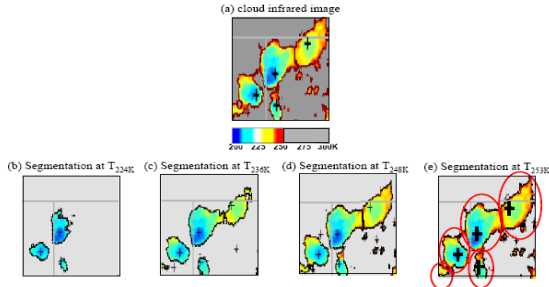 (a) cloud infrared image
200 225 250 275 300K
(b) Segmentation at T224K
(c) Segmentation at T236K
(d) Segmentation at T248K
(e) Segmentation at T253K